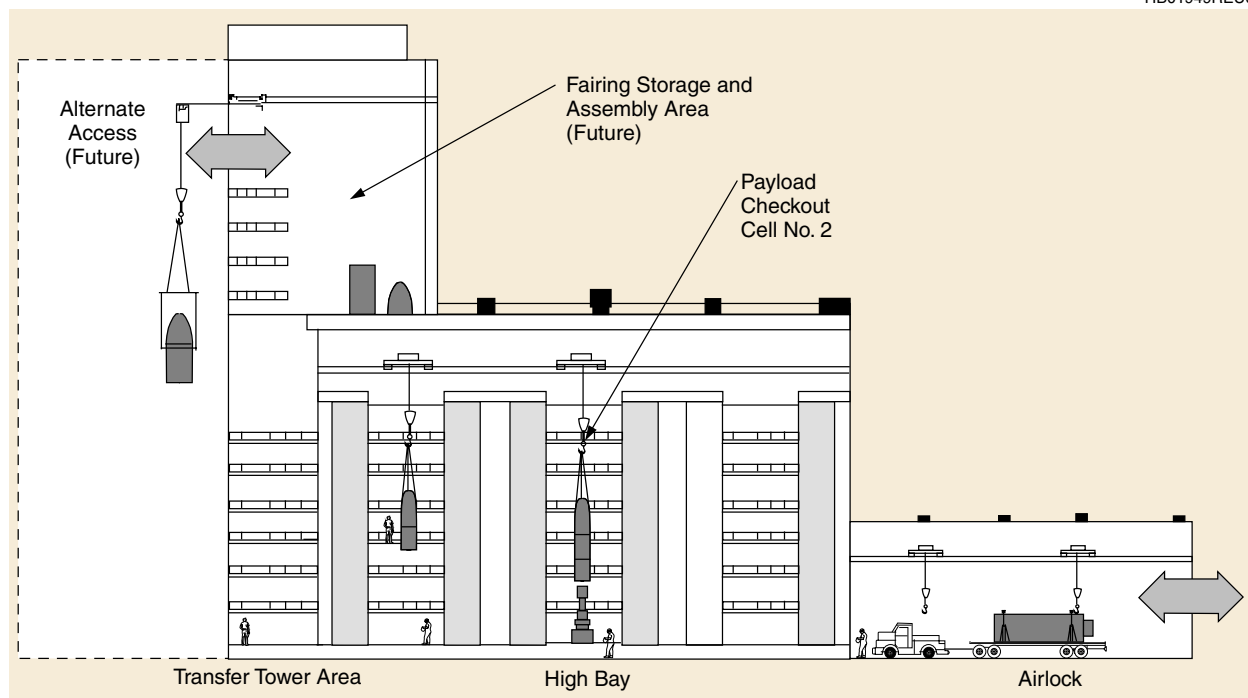 Alternate
Access
(Future)
Fairing Storage and
Assembly Area
(Future)
Payload
Checkout
Cell No. 2
Transfer Tower Area
High Bay
Airlock